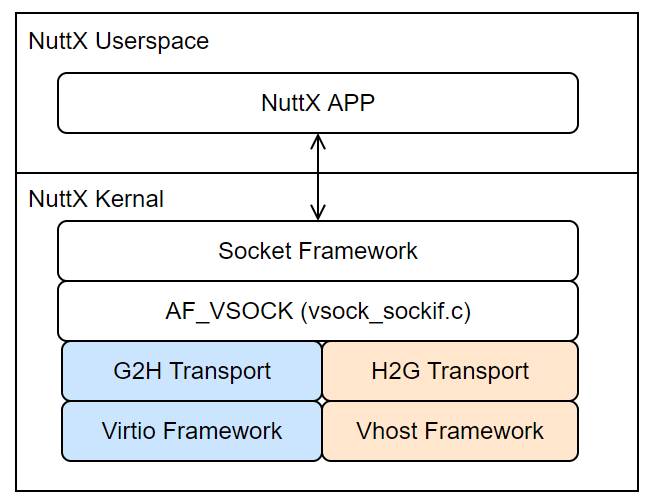 NuttX Userspace
NuttX APP
NuttX Kernal
Socket Framework
AF_VSOCK (vsock_sockif.c)
G2H Transport
H2G Transport
Virtio Framework
Vhost Framework